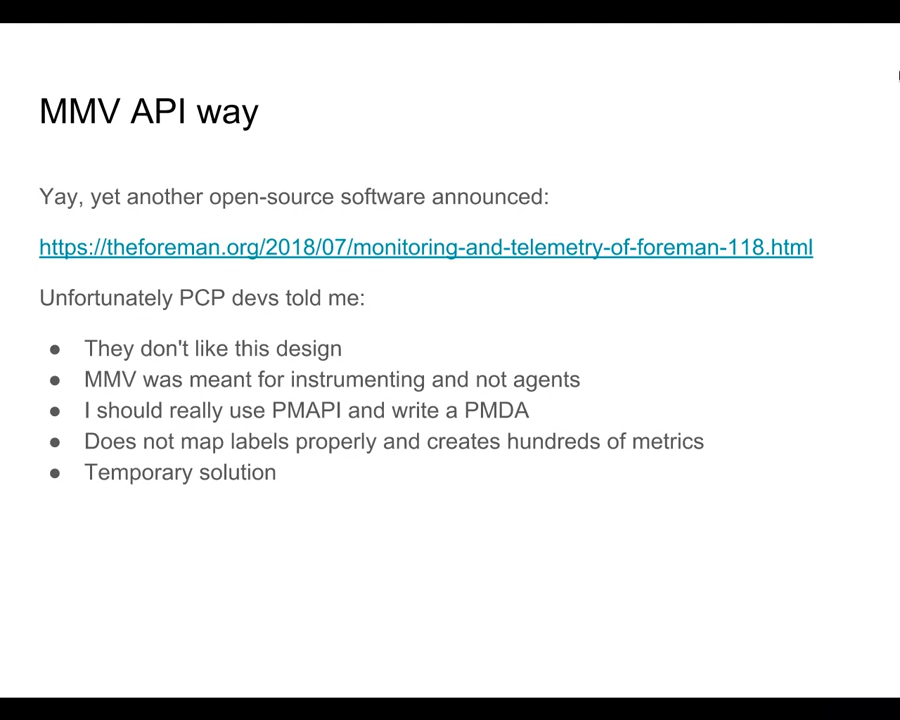 MMV API way
Yay, yet another open-source software announced:
https://theforeman.org/2018/07/monitoring-and-telemetry-of-foreman-118.html
Unfortunately PCP devs told me:
● They don't like this design
● MMV was meant for instrumenting and not agents
● I should really use PMAPI and write a PMDA
● Does not map labels properly and creates hundreds of metrics
● Temporary solution